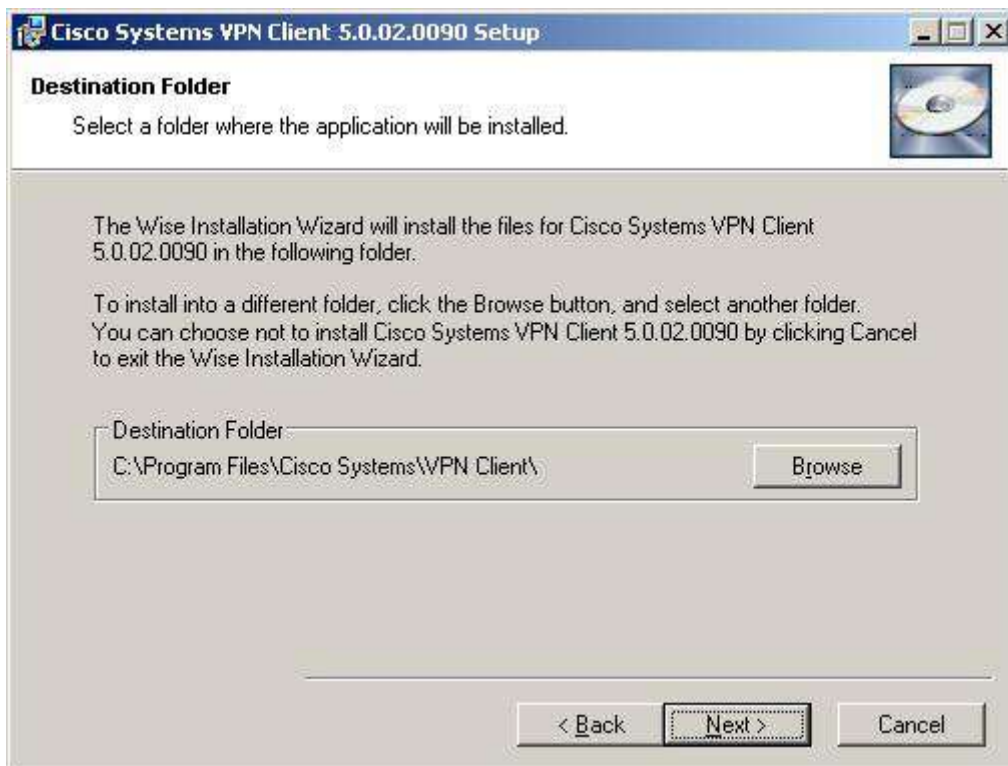 Cisco Systems VPN Client 5.0.02.0090 Setup
Destination Folder
Select a folder where the application will be installed.
The Wise Installation Wizard will install the files for Cisco Systems VPN Client
5.0.02.0090 in the following folder.
To install into a different folder, click the Browse button, and select another folder.
You can choose not to install Cisco Systems VPN Client 5.0.02.0090 by clicking Cancel
to exit the Wise Installation Wizard.
Destination Folder
C:\Program Files\Cisco Systems\VPN Client\
Browse
< Back
Next >
Cancel